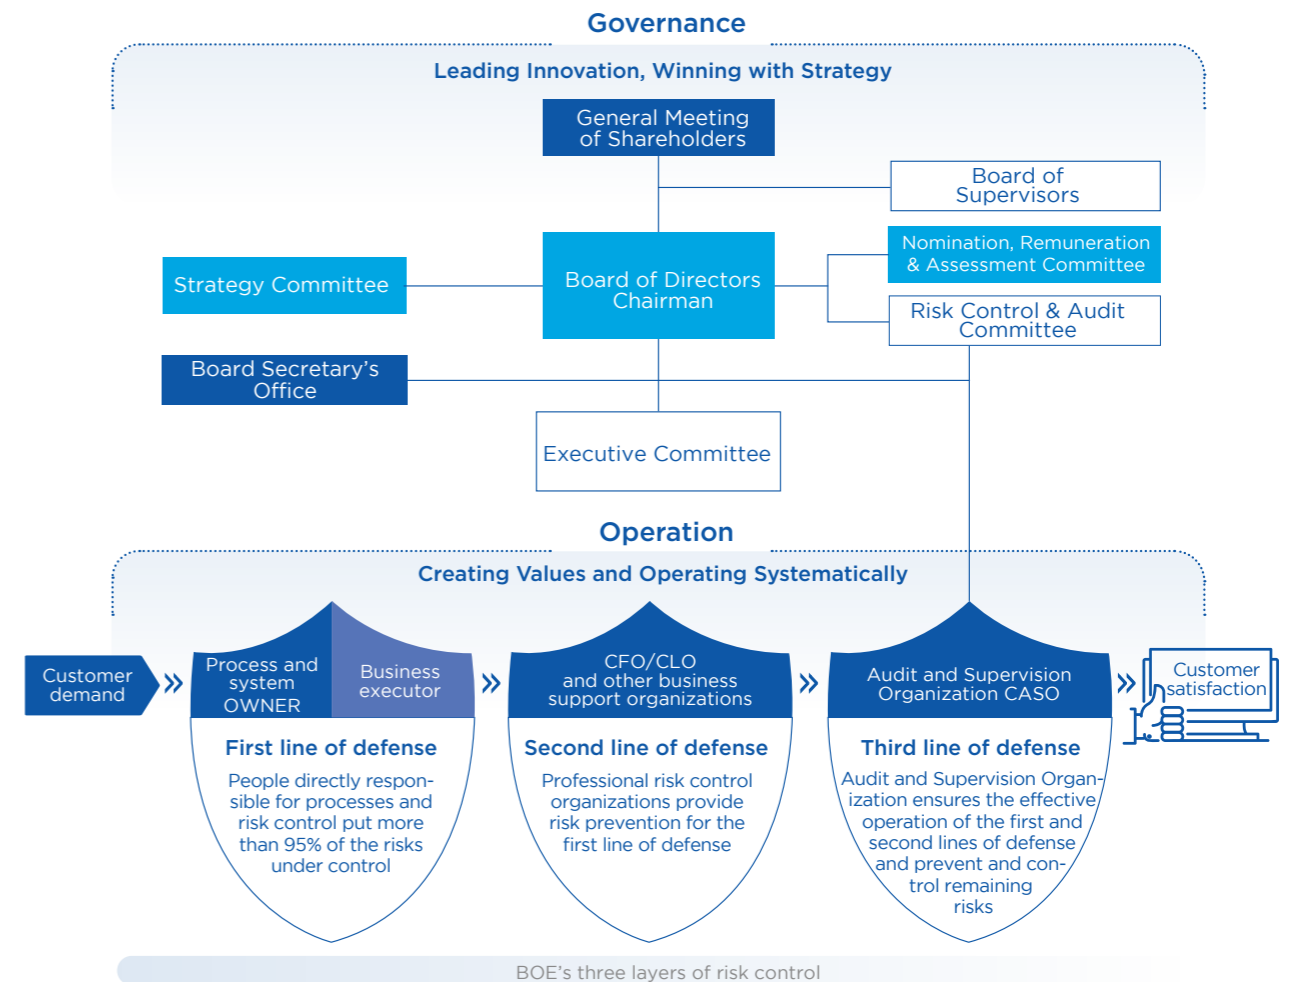 Governance
Leading Innovation, Winning with Strategy
General Meeting
of Shareholders
Board of
Supervisors
Nomination, Remuneration
& Assessment Committee
Strategy Committee
Board of Directors
Chairman
Risk Control & Audit
Committee
Board Secretary's
Office
Executive Committee
Operation
Creating Values and Operating Systematically
Customer
demand
»
Process and
system
OWNER
Business
executor
»
CFO/CLO
and other business
support organizations
»
Audit and Supervision
Organization CASO
»
Customer
satisfaction
First line of defense
People directly respon-
sible for processes and
risk control put more
than 95% of the risks
under control
Second line of defense
Professional risk control
organizations provide
risk prevention for the
first line of defense
Third line of defense
Audit and Supervision Organ-
ization ensures the effective
operation of the first and
second lines of defense
and prevent and con-
trol remaining
risks
BOE's three layers of risk control